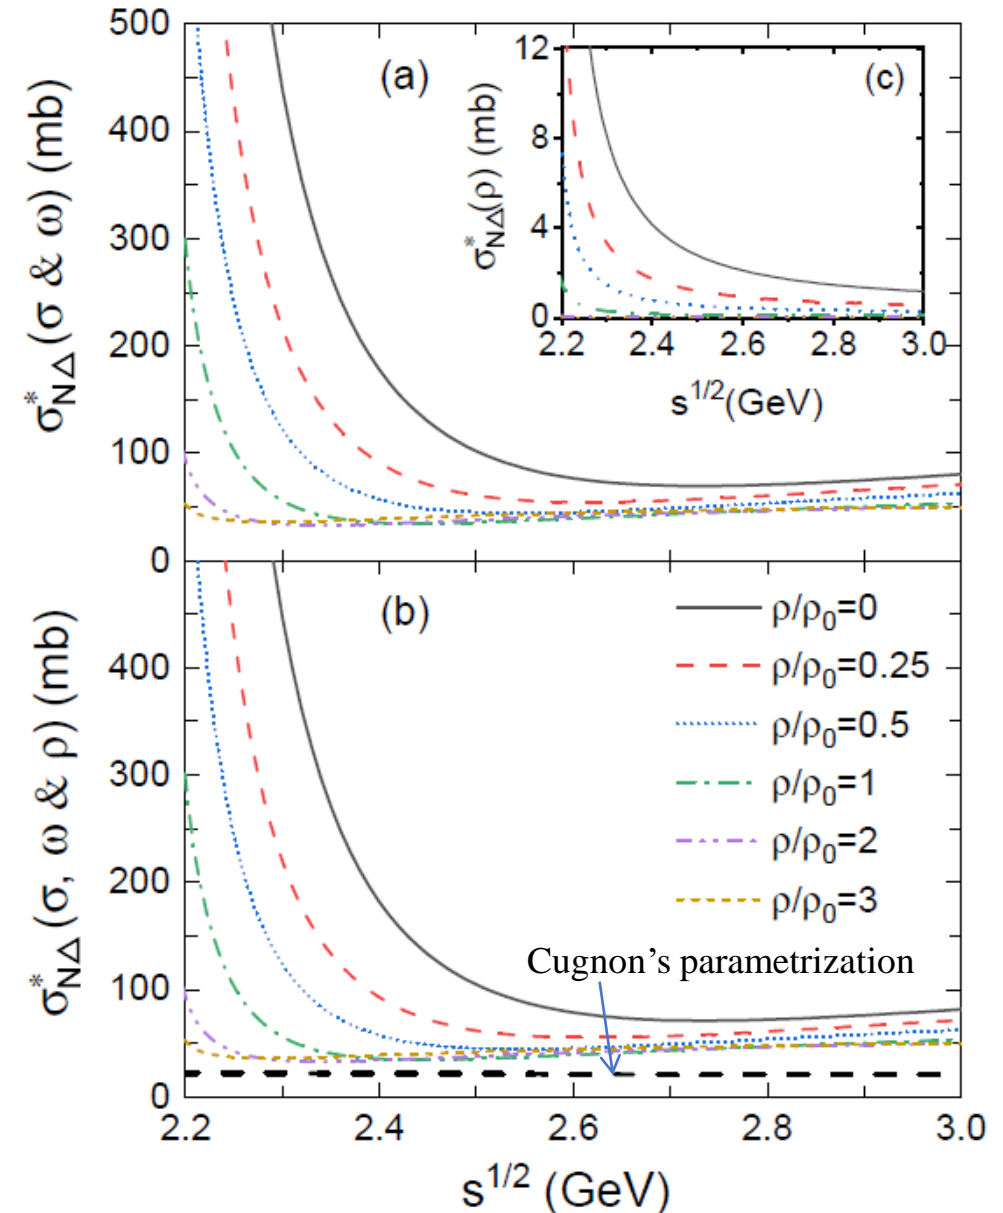 500
400
300
200
100
0
σ*NΔ(σ & ω) (mb)
(a)
12
8
4
0
σ*NΔ(ρ) (mb)
(c)
2.2 2.4 2.6 2.8 3.0
s^1/2(GeV)
400
300
200
100
0
σ*NΔ(σ, ω & ρ) (mb)
(b)
ρ/ρ0=0
ρ/ρ0=0.25
ρ/ρ0=0.5
ρ/ρ0=1
ρ/ρ0=2
ρ/ρ0=3
Cugnon's parametrization
2.2 2.4 2.6 2.8 3.0
s^1/2 (GeV)